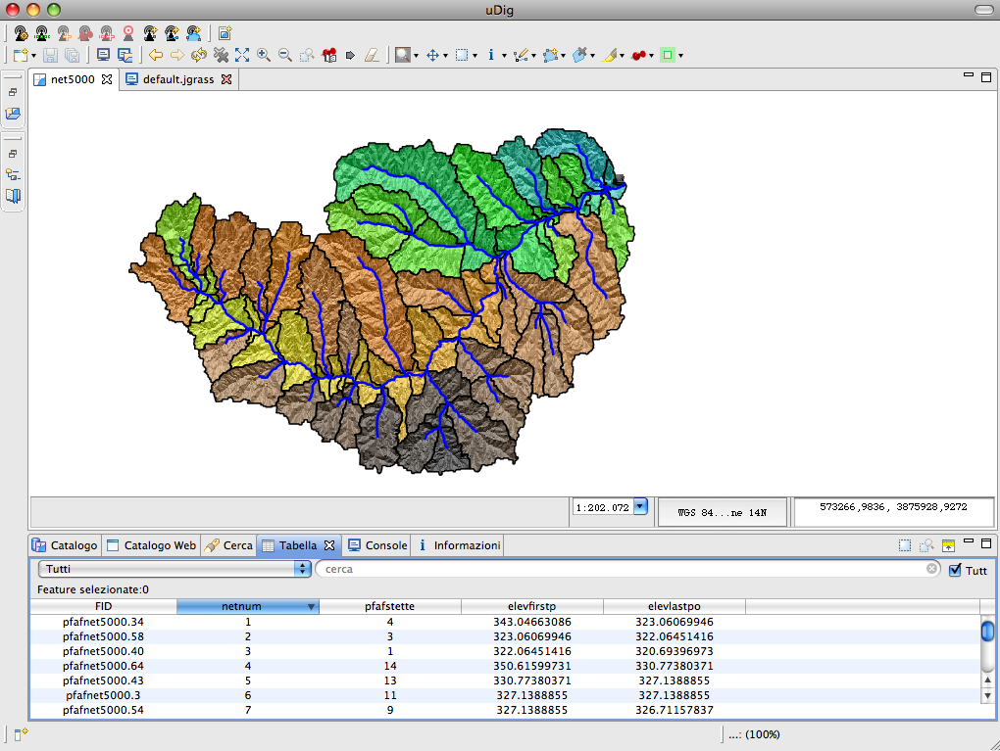 uDig
net5000
default.jgrass
1:202.072
WGS 84...ne 14N
573266,9836, 3875928,9272
Catalogo Catalogo Web Cerca Tabella Console Informazioni
Tutti cerca Tutt
Feature selezionate:0
FID netnum pfafstette elevfirstp elevlastpo
pfafnet5000.34 1 4 343.04663086 323.06069946
pfafnet5000.58 2 3 323.06069946 322.06451416
pfafnet5000.40 3 1 322.06451416 320.69396973
pfafnet5000.64 4 14 350.61599731 330.77380371
pfafnet5000.43 5 13 330.77380371 327.1388855
pfafnet5000.3 6 11 327.1388855 327.1388855
pfafnet5000.54 7 9 327.1388855 326.71157837
...: (100%)